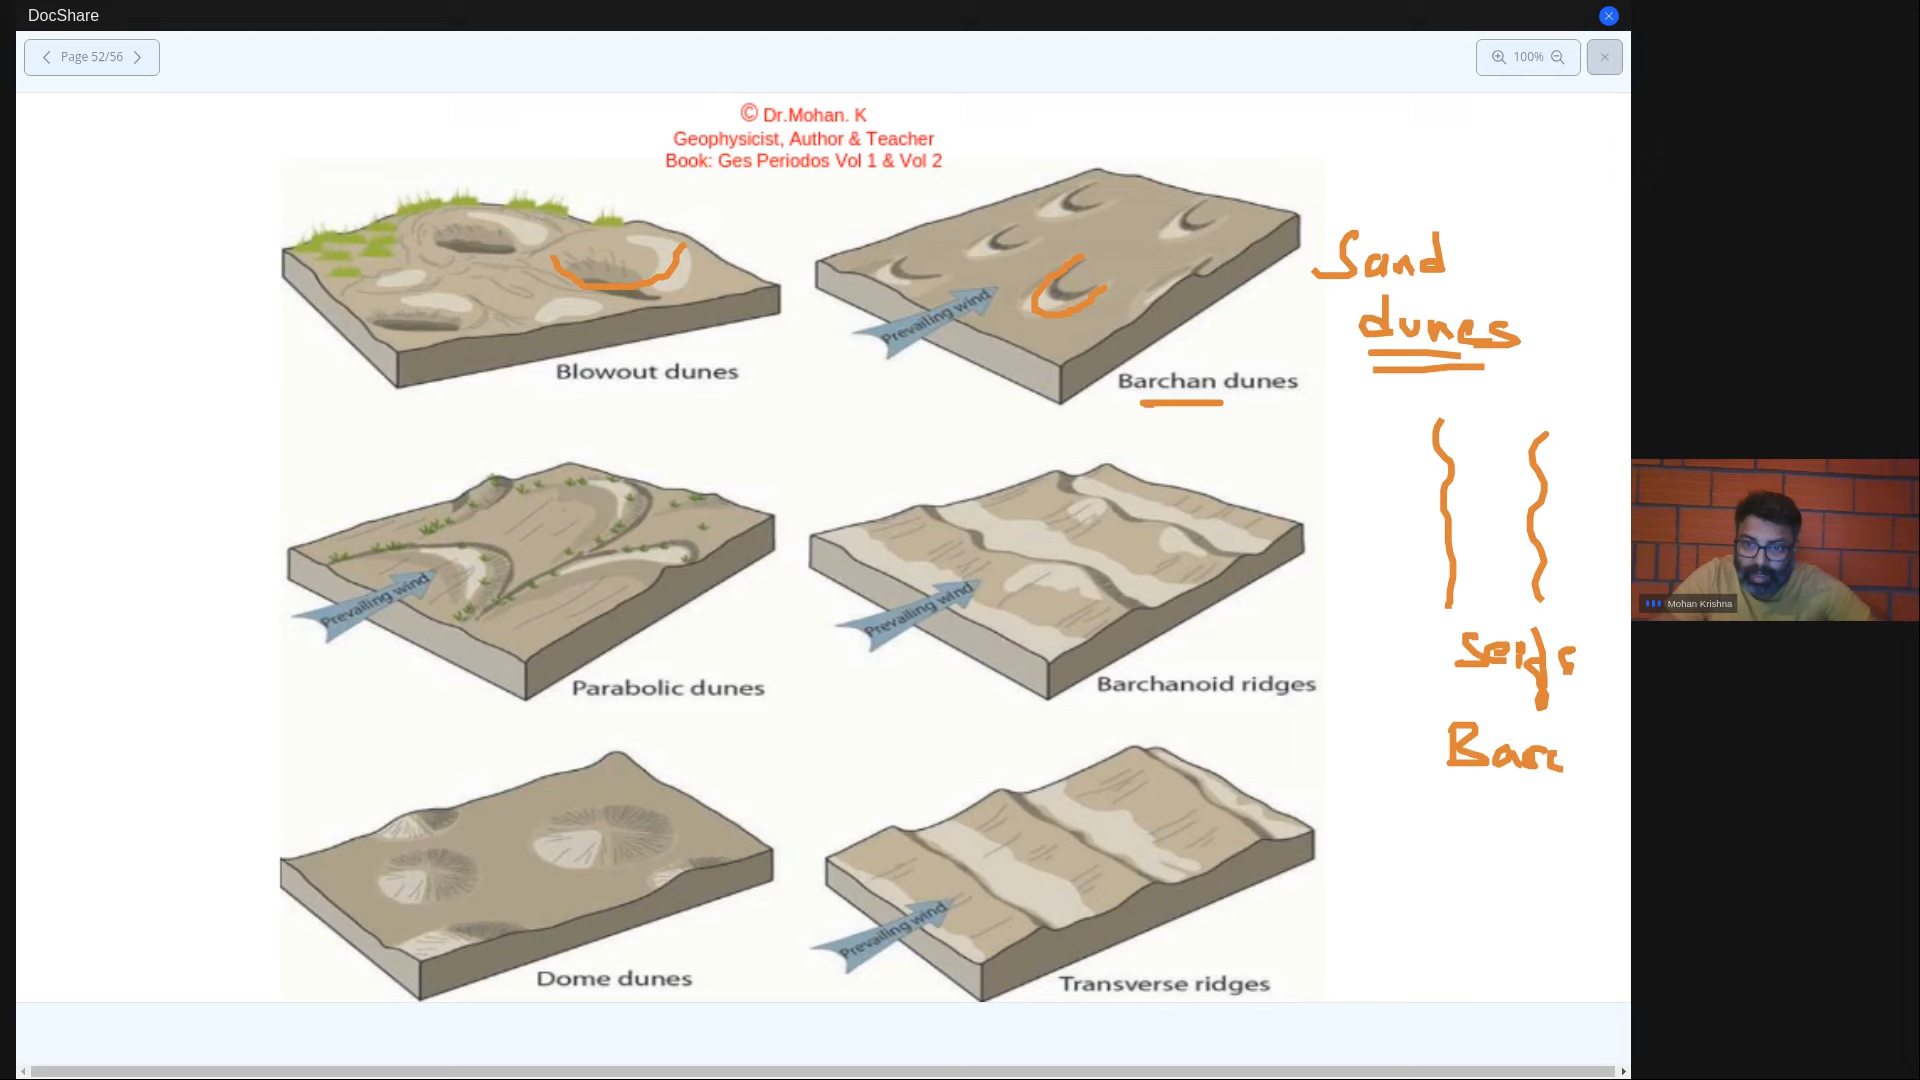 DocShare
Page 52/56
100%
© Dr.Mohan. K
Geophysicist, Author & Teacher
Book: Ges Periodos Vol 1 & Vol 2
Prevailing wind
Blowout dunes
Barchan dunes
Sand
dunes
Prevailing wind
Prevailing wind
Parabolic dunes
Barchanoid ridges
Seifs
Barc
Mohan Krishna
Prevailing wind
Dome dunes
Transverse ridges